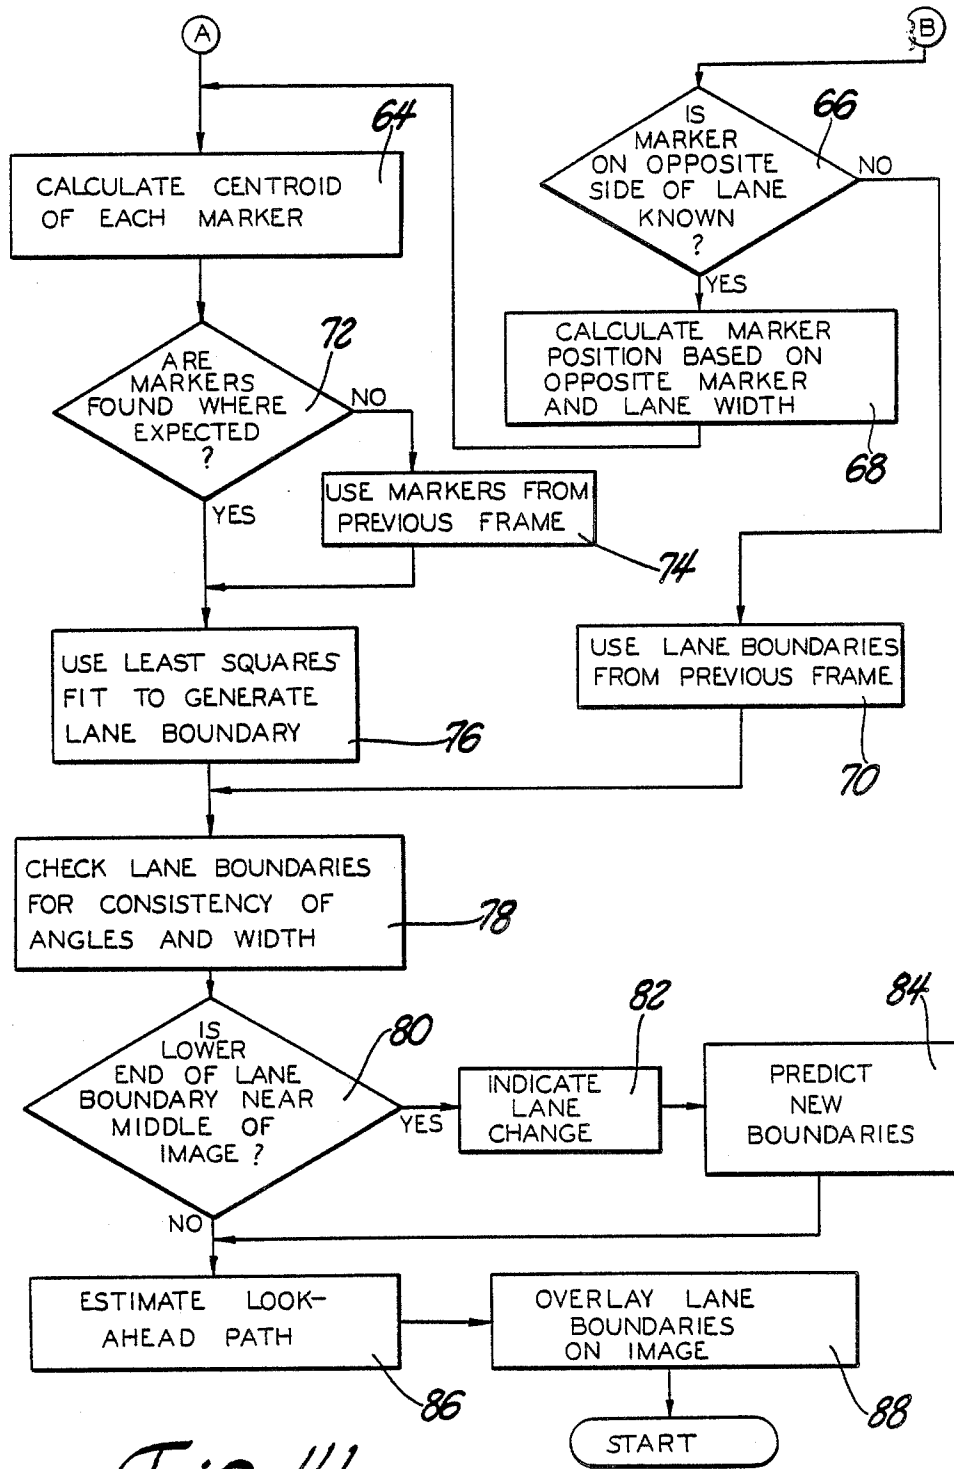 A
B
64
CALCULATE CENTROID
OF EACH MARKER
66
IS
MARKER
ON OPPOSITE
SIDE OF LANE
KNOWN
?
NO
YES
CALCULATE MARKER
POSITION BASED ON
OPPOSITE MARKER
AND LANE WIDTH
68
72
ARE
MARKERS
FOUND WHERE
EXPECTED
?
NO
YES
USE MARKERS FROM
PREVIOUS FRAME
74
USE LEAST SQUARES
FIT TO GENERATE
LANE BOUNDARY
76
USE LANE BOUNDARIES
FROM PREVIOUS FRAME
70
CHECK LANE BOUNDARIES
FOR CONSISTENCY OF
ANGLES AND WIDTH
78
IS
LOWER
END OF LANE
BOUNDARY NEAR
MIDDLE OF
IMAGE ?
80
YES
NO
82
INDICATE
LANE
CHANGE
84
PREDICT
NEW
BOUNDARIES
ESTIMATE LOOK-
AHEAD PATH
86
OVERLAY LANE
BOUNDARIES
ON IMAGE
88
START